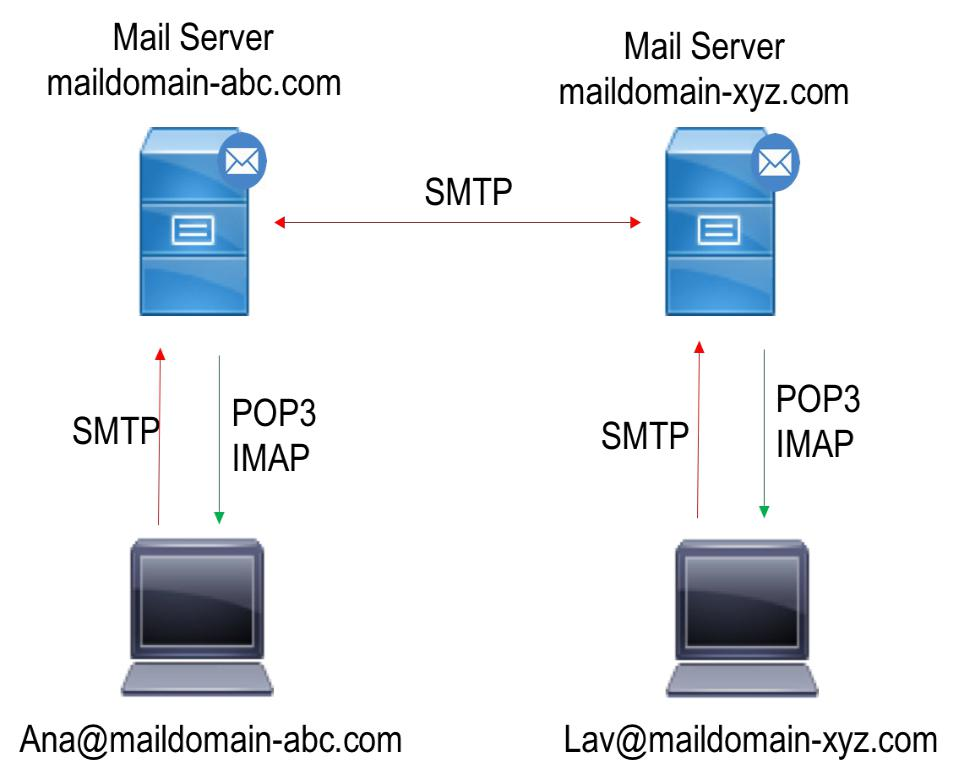 Mail Server
maildomain-abc.com
Mail Server
maildomain-xyz.com
SMTP
SMTP
POP3
IMAP
SMTP
POP3
IMAP
Ana@maildomain-abc.com
Lav@maildomain-xyz.com